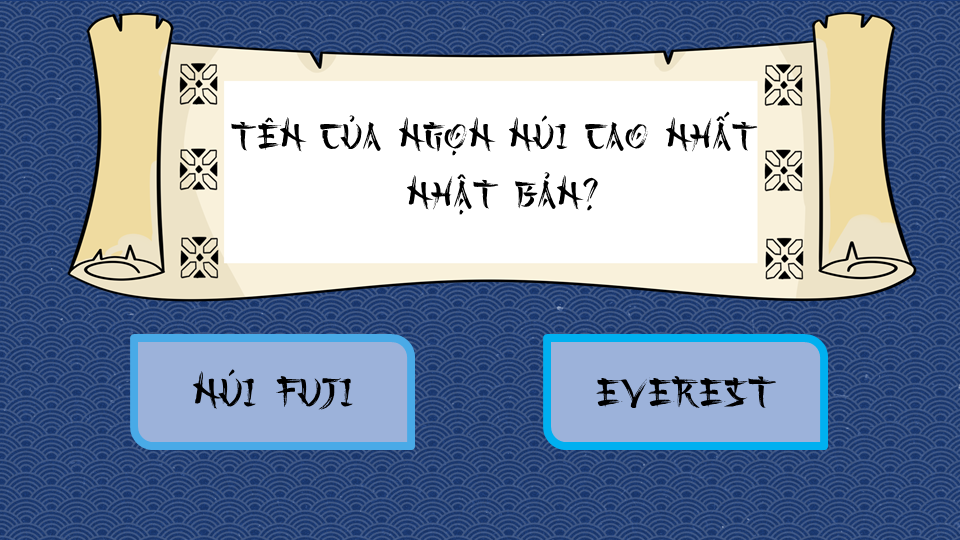 TÊN CỦA NGỌN NÚI CAO NHẤT
NHẬT BẢN?
NÚI FUJI
EVEREST